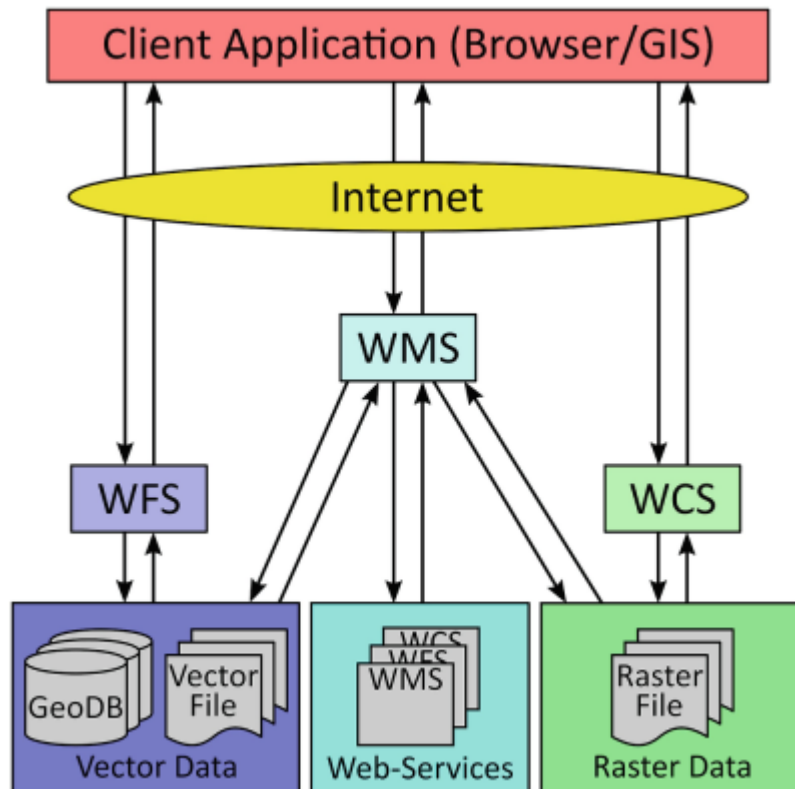 Client Application (Browser/GIS)
Internet
WMS
WFS
WCS
GeoDB
Vector
File
Vector Data
WCS
WFS
WMS
Web-Services
Raster
File
Raster Data